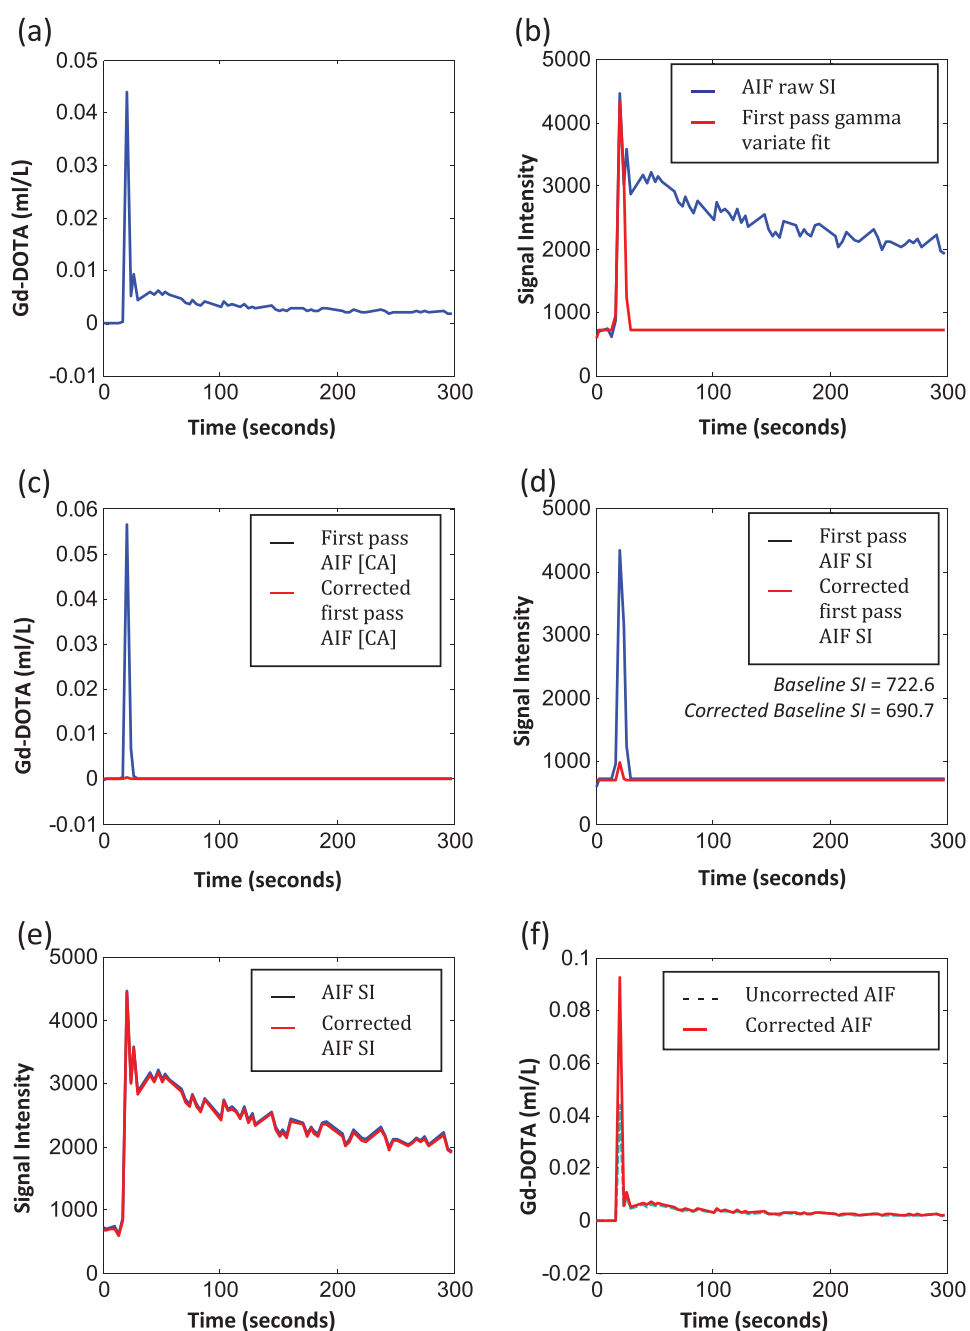 (a)
0.05
0.04
0.03
0.02
0.01
0
-0.01
Gd-DOTA (ml/L)
0 100 200 300
Time (seconds)
(b)
5000
4000
3000
2000
1000
0
Signal Intensity
AIF raw SI
First pass gamma
variate fit
0 100 200 300
Time (seconds)
(c)
0.06
0.05
0.04
0.03
0.02
0.01
0
-0.01
Gd-DOTA (ml/L)
First pass
AIF [CA]
Corrected
first pass
AIF [CA]
0 100 200 300
Time (seconds)
(d)
5000
4000
3000
2000
1000
0
Signal Intensity
First pass
AIF SI
Corrected
first pass
AIF SI
Baseline SI = 722.6
Corrected Baseline SI = 690.7
0 100 200 300
Time (seconds)
(e)
5000
4000
3000
2000
1000
0
Signal Intensity
AIF SI
Corrected
AIF SI
0 100 200 300
Time (seconds)
(f)
0.1
0.08
0.06
0.04
0.02
0
-0.02
Gd-DOTA (ml/L)
Uncorrected AIF
Corrected AIF
0 100 200 300
Time (seconds)